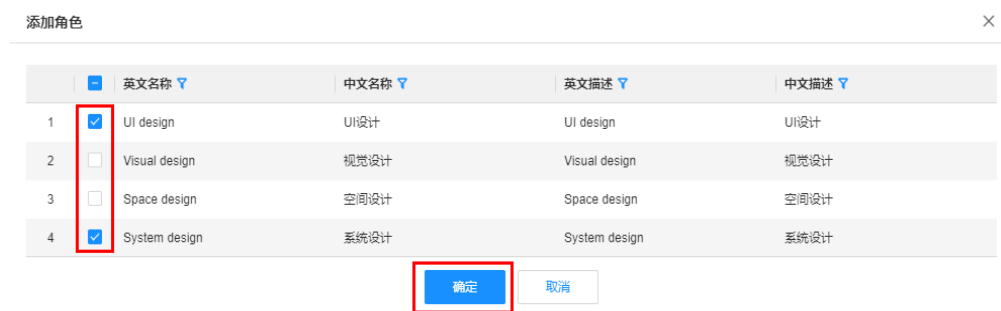 添加角色
英文名称 中文名称 英文描述 中文描述
1 UI design UI设计 UI design UI设计
2 Visual design 视觉设计 Visual design 视觉设计
3 Space design 空间设计 Space design 空间设计
4 System design 系统设计 System design 系统设计
确定 取消